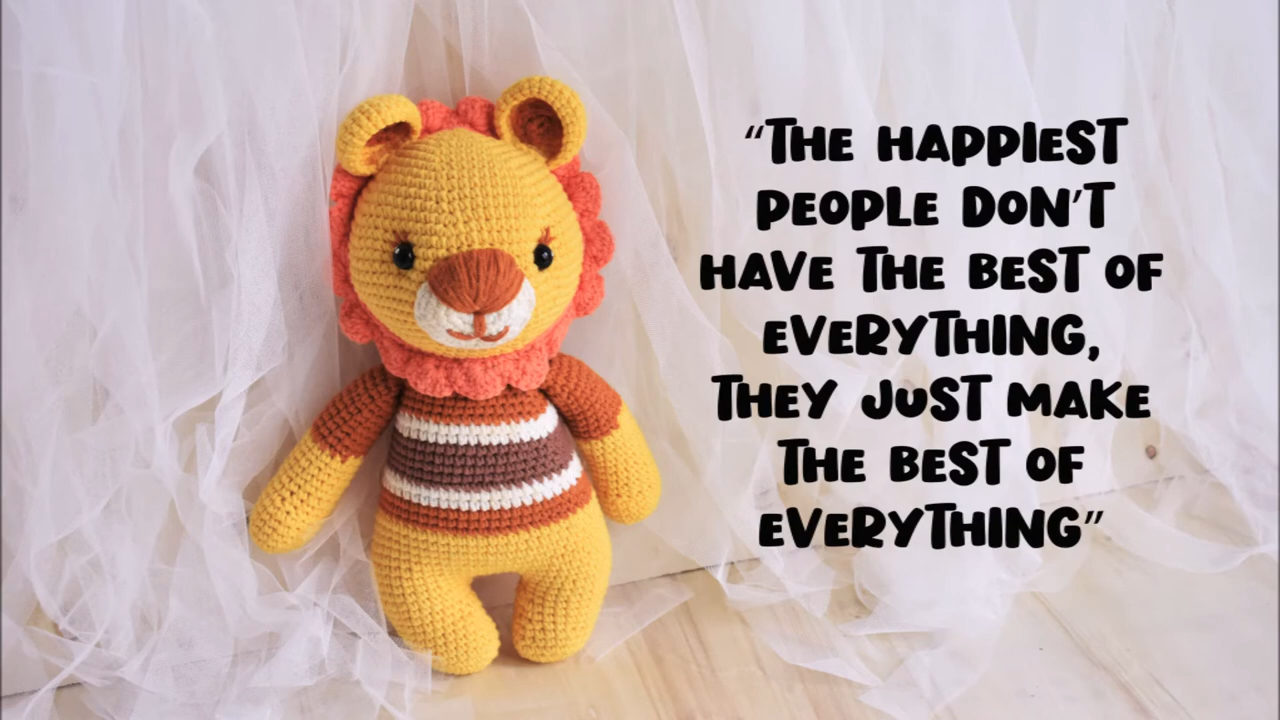 “THE HAPPIEST
PEOPLE DON’T
HAVE THE BEST OF
EVERYTHING,
THEY JUST MAKE
THE BEST OF
EVERYTHING”